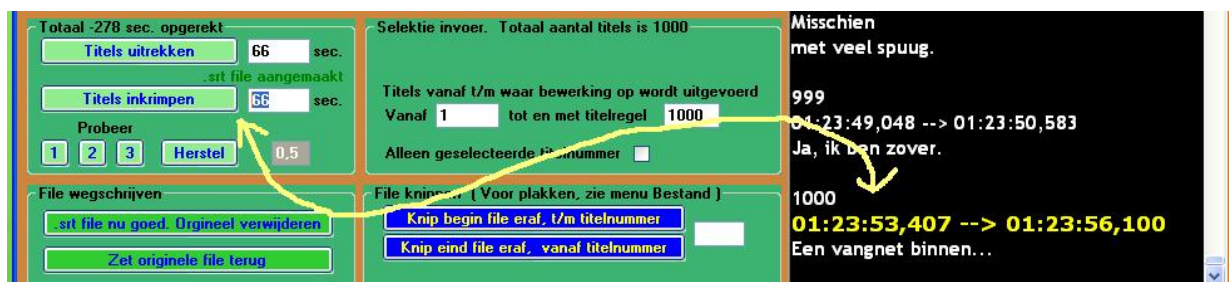 Totaal -278 sec. opgerekt
Titels uitrekken 66 sec.
.srt file aangemaakt
Titels inkrimpen 66 sec.
Probeer
1 2 3 Herstel 0,5
File wegschrijven
.srt file nu goed. Orgineel verwijderen
Zet originele file terug
Selektie invoer. Totaal aantal titels is 1000
Titels vanaf t/m waar bewerking op wordt uitgevoerd
Vanaf 1 tot en met titelregel 1000
Alleen geselecteerde titelnummer
File knippen ( Voor plakken, zie menu Bestand )
Knip begin file eraf, t/m titelnummer
Knip eind file eraf, vanaf titelnummer
Misschien
met veel spuug.
999
01:23:49,048 --> 01:23:50,583
Ja, ik ben zover.
1000
01:23:53,407 --> 01:23:56,100
Een vangnet binnen...